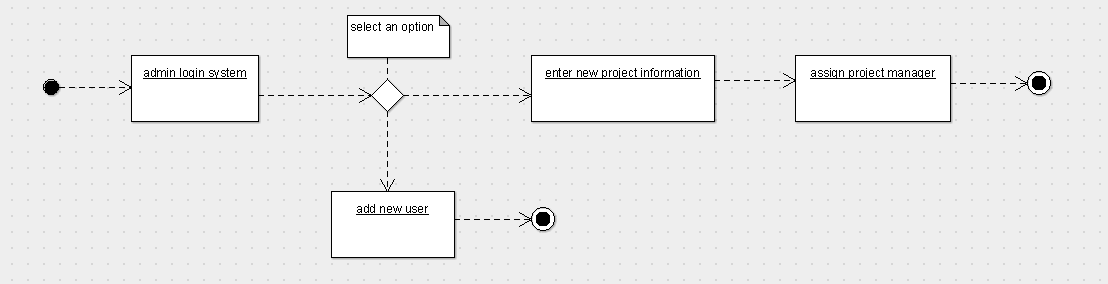 select an option
admin login system
enter new project information
assign project manager
add new user